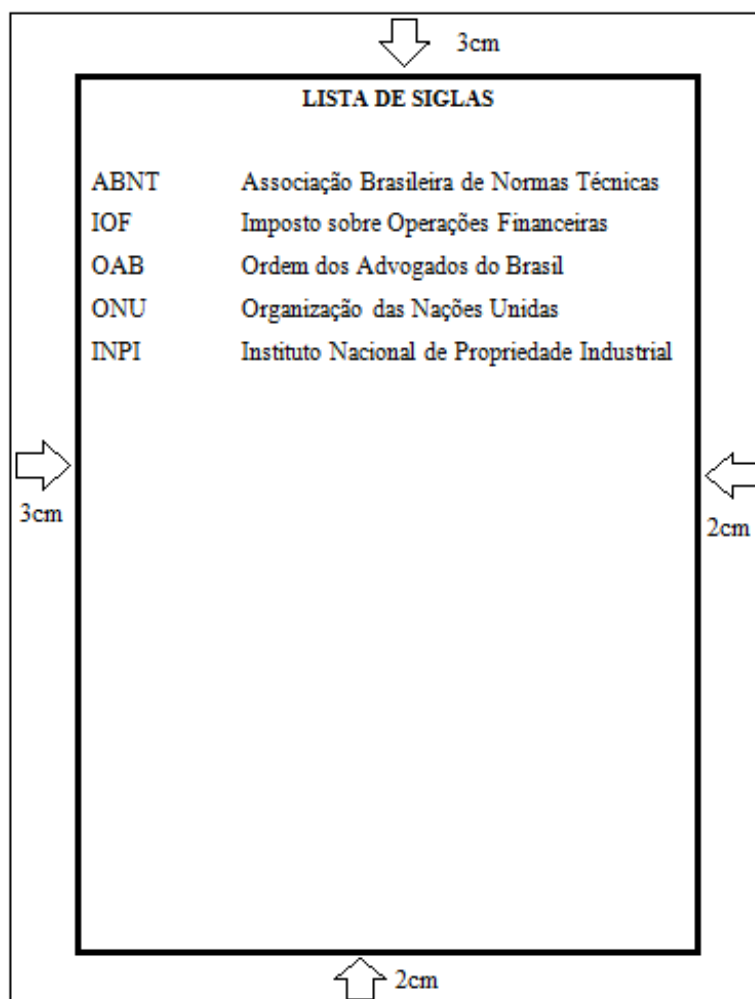 3cm
LISTA DE SIGLAS
ABNT Associação Brasileira de Normas Técnicas
IOF Imposto sobre Operações Financeiras
OAB Ordem dos Advogados do Brasil
ONU Organização das Nações Unidas
INPI Instituto Nacional de Propriedade Industrial
3cm
2cm
2cm